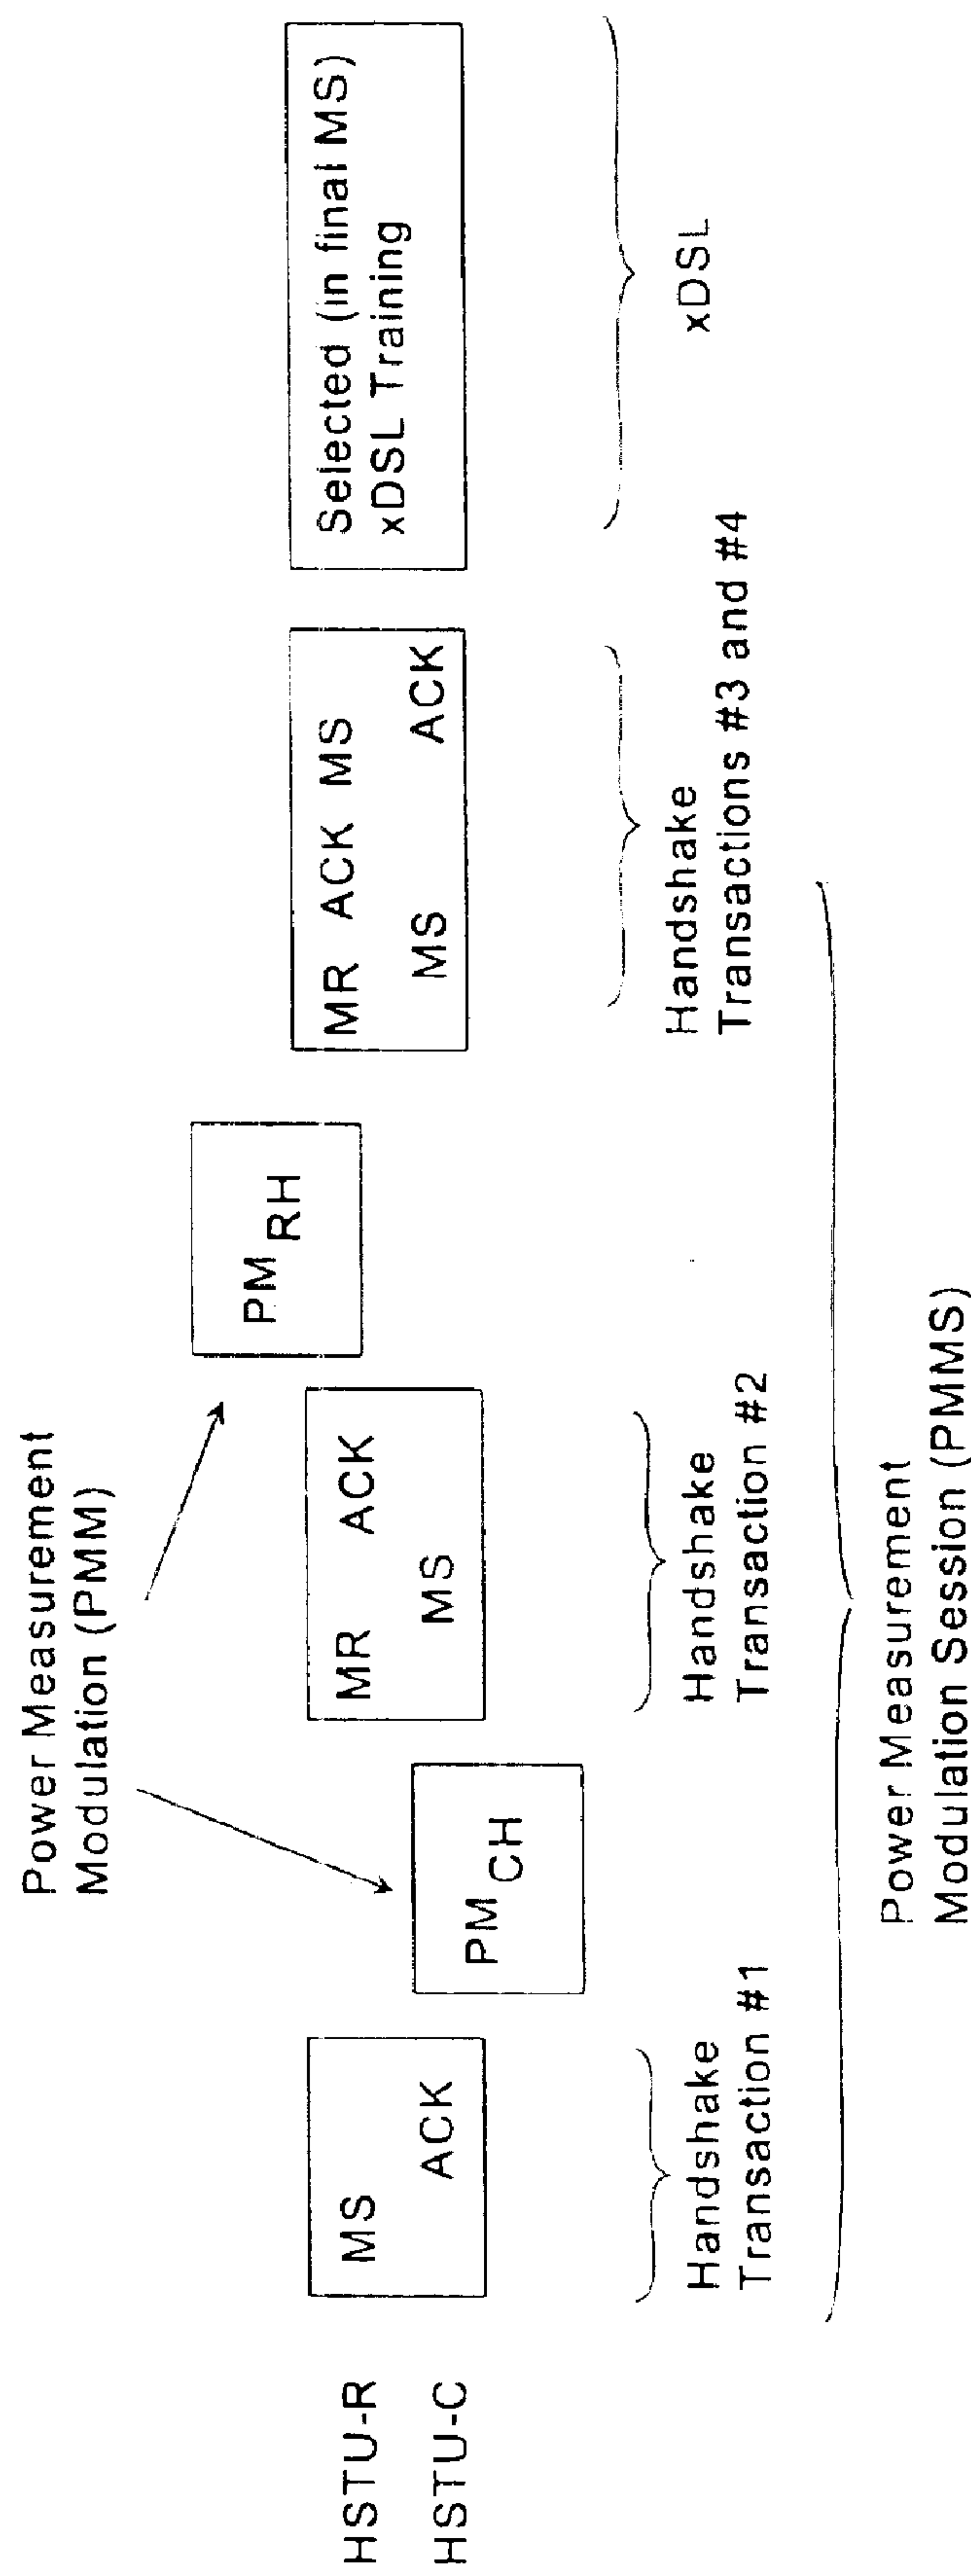 Power Measurement
Modulation (PMM)
HSTU-R
HSTU-C
MS
ACK
PM CH
MR ACK
MS
PM RH
MR ACK MS
MS ACK
Selected (in final MS)
xDSL Training
Handshake
Transaction #1
Handshake
Transaction #2
Handshake
Transactions #3 and #4
xDSL
Power Measurement
Modulation Session (PMMS)